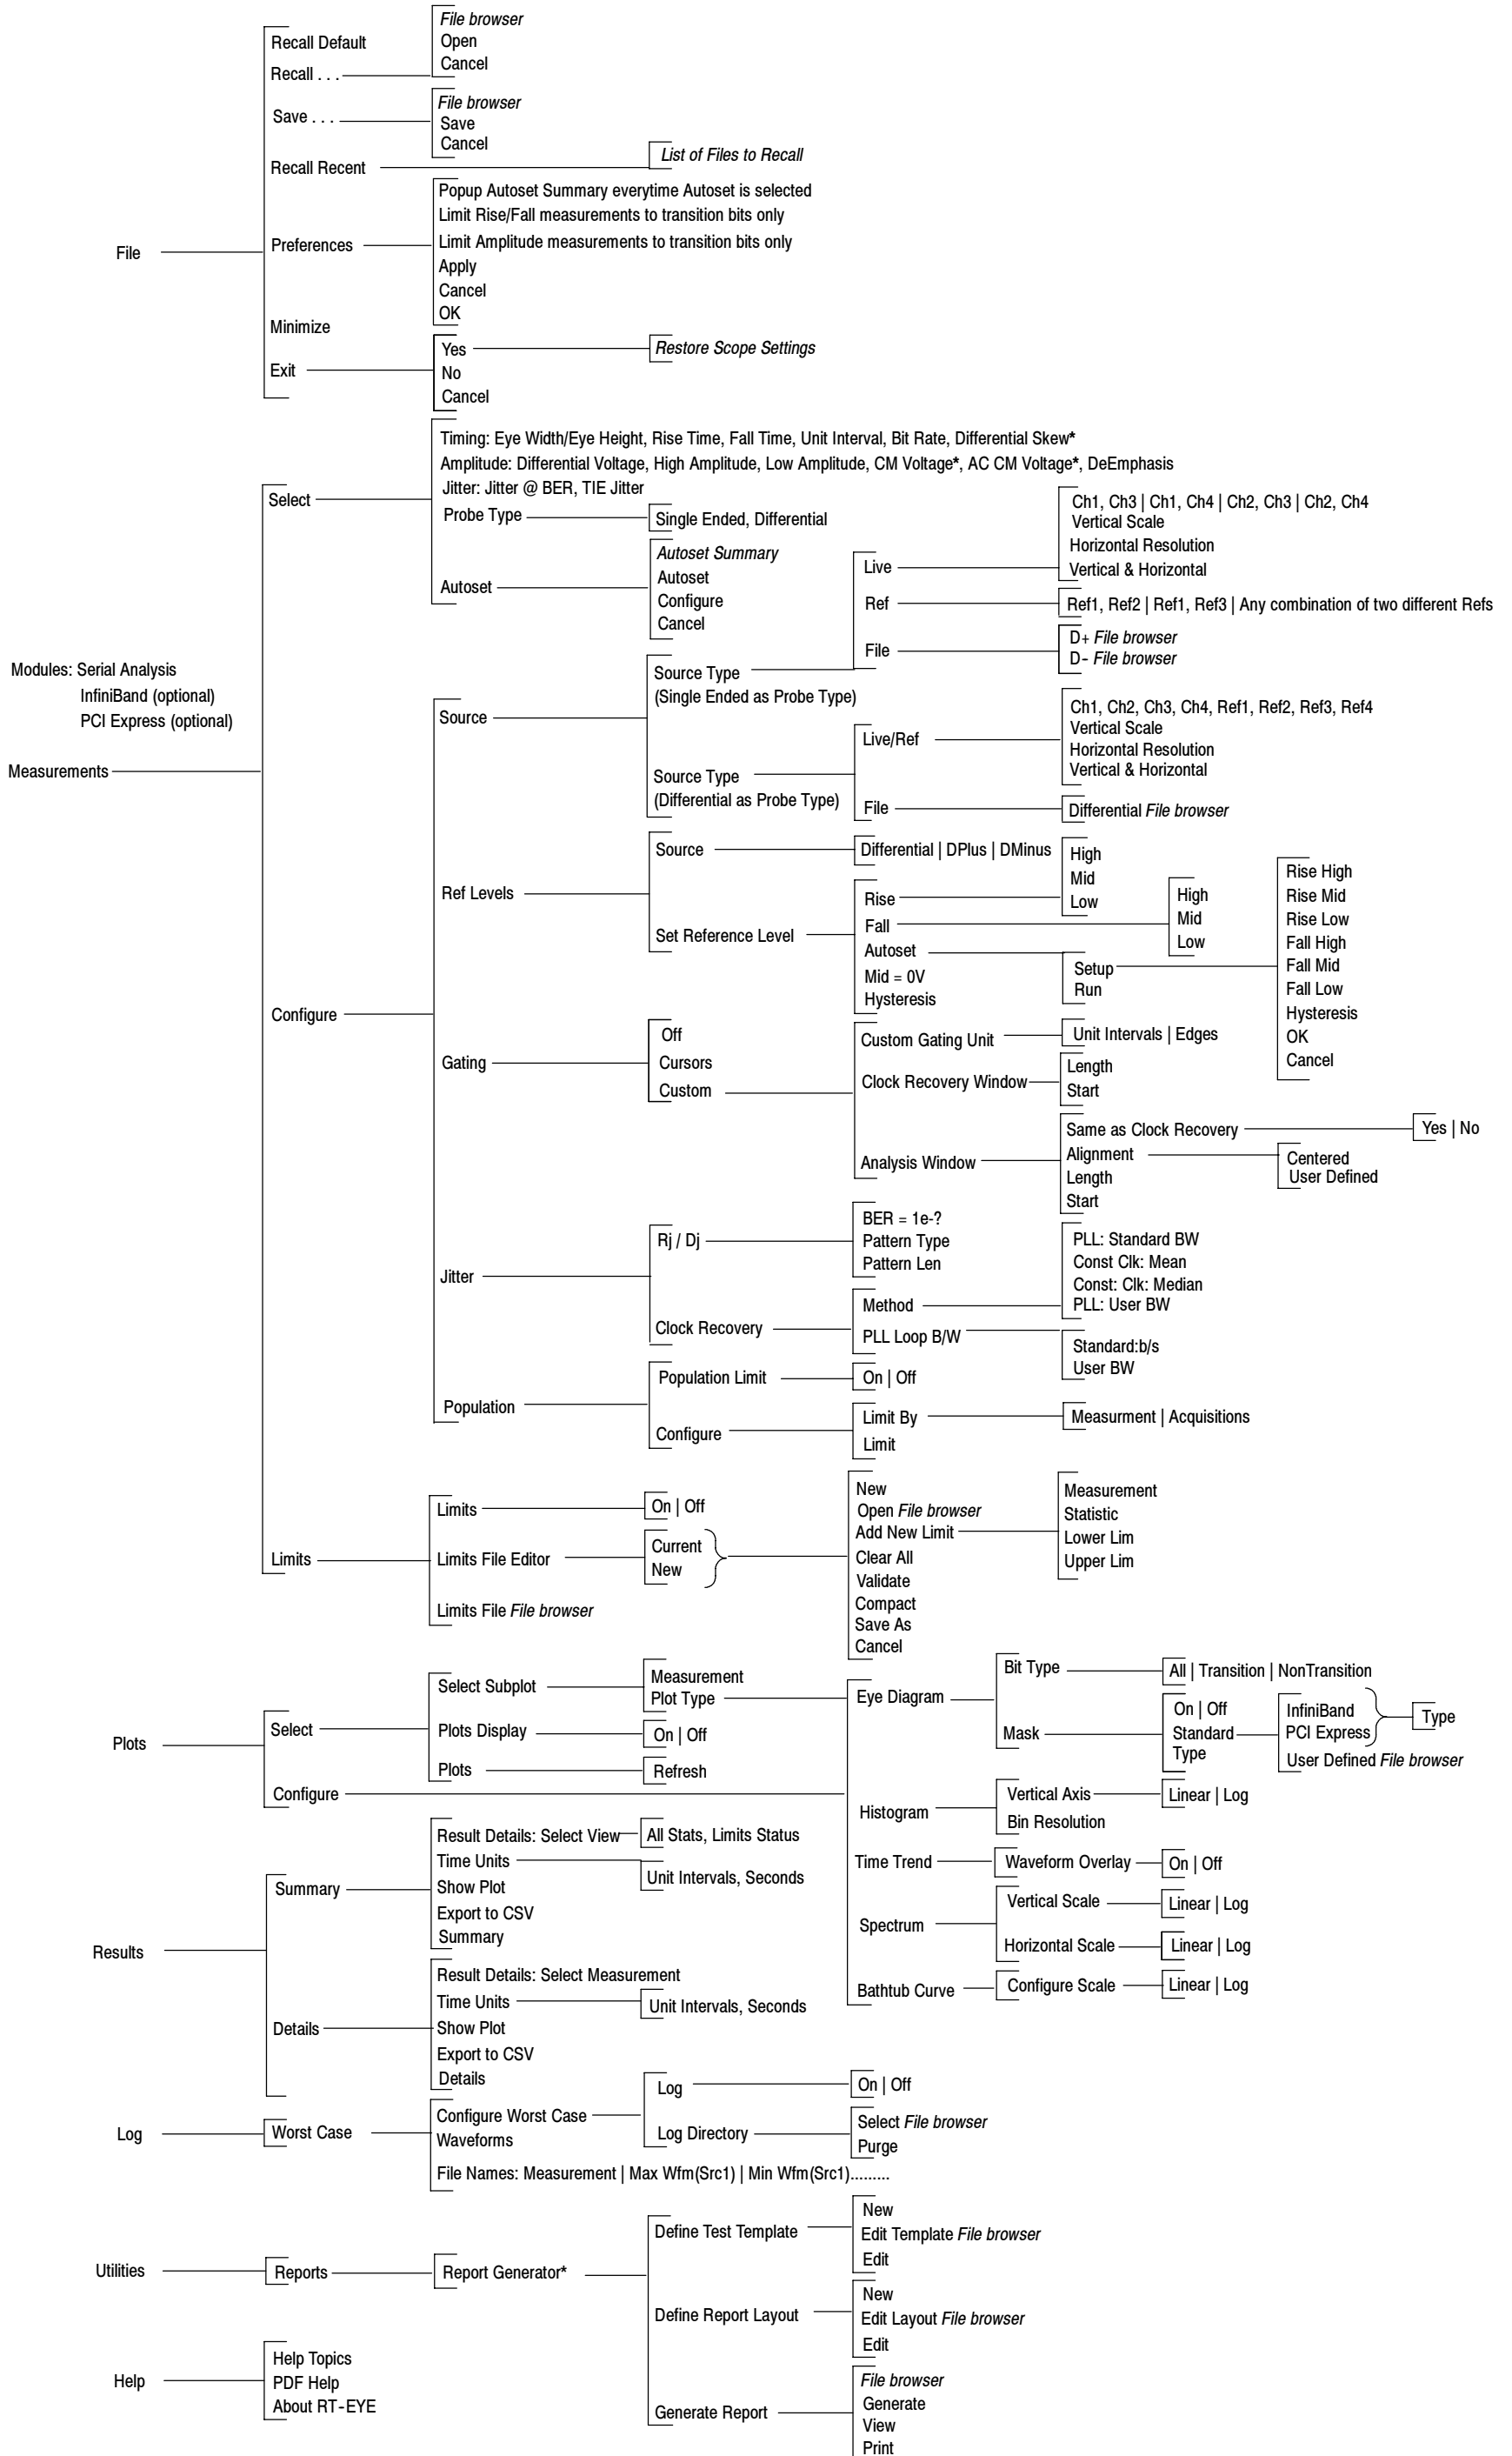 File
Recall Default
Recall . . .
File browser
Open
Cancel
Save . . .
File browser
Save
Cancel
Recall Recent
List of Files to Recall
Preferences
Popup Autoset Summary everytime Autoset is selected
Limit Rise/Fall measurements to transition bits only
Limit Amplitude measurements to transition bits only
Apply
Cancel
OK
Minimize
Exit
Yes
No
Cancel
Restore Scope Settings
Modules: Serial Analysis
InfiniBand (optional)
PCI Express (optional)
Measurements
Select
Timing: Eye Width/Eye Height, Rise Time, Fall Time, Unit Interval, Bit Rate, Differential Skew*
Amplitude: Differential Voltage, High Amplitude, Low Amplitude, CM Voltage*, AC CM Voltage*, DeEmphasis
Jitter: Jitter @ BER, TIE Jitter
Probe Type
Single Ended, Differential
Autoset
Autoset Summary
Autoset
Configure
Cancel
Configure
Source
Source Type
(Single Ended as Probe Type)
Live
Ch1, Ch3 | Ch1, Ch4 | Ch2, Ch3 | Ch2, Ch4
Vertical Scale
Horizontal Resolution
Vertical & Horizontal
Ref
Ref1, Ref2 | Ref1, Ref3 | Any combination of two different Refs
File
D+ File browser
D- File browser
Source Type
(Differential as Probe Type)
Live/Ref
Ch1, Ch2, Ch3, Ch4, Ref1, Ref2, Ref3, Ref4
Vertical Scale
Horizontal Resolution
Vertical & Horizontal
File
Differential File browser
Ref Levels
Source
Differential | DPlus | DMinus
Set Reference Level
Rise
High
Mid
Low
Fall
High
Mid
Low
Autoset
Setup
Run
Rise High
Rise Mid
Rise Low
Fall High
Fall Mid
Fall Low
Hysteresis
OK
Cancel
Mid = 0V
Hysteresis
Gating
Off
Cursors
Custom
Custom Gating Unit
Unit Intervals | Edges
Clock Recovery Window
Length
Start
Analysis Window
Same as Clock Recovery
Yes | No
Alignment
Centered
User Defined
Length
Start
Jitter
Rj / Dj
BER = 1e-?
Pattern Type
Pattern Len
Clock Recovery
Method
PLL: Standard BW
Const Clk: Mean
Const: Clk: Median
PLL: User BW
PLL Loop B/W
Standard:b/s
User BW
Population
Population Limit
On | Off
Configure
Limit By
Measurment | Acquisitions
Limit
Limits
Limits
On | Off
Limits File Editor
Current
New
New
Open File browser
Add New Limit
Measurement
Statistic
Lower Lim
Upper Lim
Clear All
Validate
Compact
Save As
Cancel
Limits File File browser
Plots
Select
Select Subplot
Measurement
Plot Type
Plots Display
On | Off
Plots
Refresh
Configure
Eye Diagram
Bit Type
All | Transition | NonTransition
Mask
On | Off
Standard
Type
InfiniBand
PCI Express
Type
User Defined File browser
Histogram
Vertical Axis
Linear | Log
Bin Resolution
Time Trend
Waveform Overlay
On | Off
Spectrum
Vertical Scale
Linear | Log
Horizontal Scale
Linear | Log
Bathtub Curve
Configure Scale
Linear | Log
Results
Summary
Result Details: Select View
All Stats, Limits Status
Time Units
Unit Intervals, Seconds
Show Plot
Export to CSV
Summary
Details
Result Details: Select Measurement
Time Units
Unit Intervals, Seconds
Show Plot
Export to CSV
Details
Log
Worst Case
Configure Worst Case
Waveforms
Log
On | Off
Log Directory
Select File browser
Purge
File Names: Measurement | Max Wfm(Src1) | Min Wfm(Src1).........
Utilities
Reports
Report Generator*
Define Test Template
New
Edit Template File browser
Edit
Define Report Layout
New
Edit Layout File browser
Edit
Generate Report
File browser
Generate
View
Print
Help
Help Topics
PDF Help
About RT-EYE